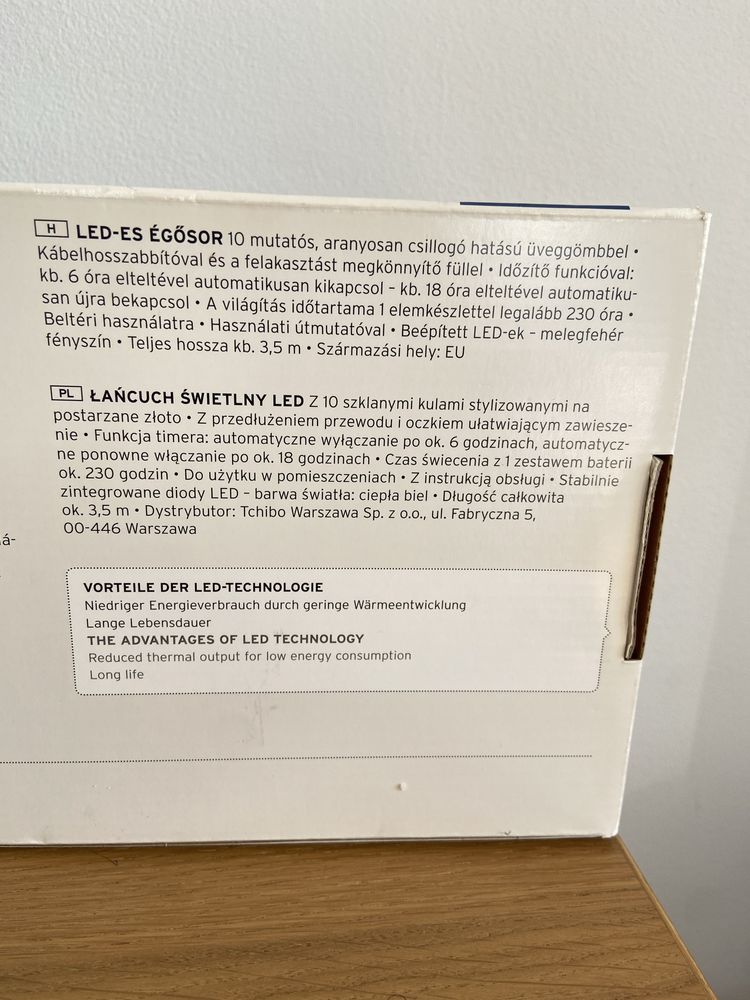 H LED-ES ÉGŐSOR 10 mutatós, aranyosan csillogó hatású üveggömbbel •
Kábelhosszabbítóval és a felakasztást megkönnyítő füllel • Időzítő funkcióval:
kb. 6 óra elteltével automatikusan kikapcsol – kb. 18 óra elteltével automatiku-
san újra bekapcsol • A világítás időtartama 1 elemkészlettel legalább 230 óra •
Beltéri használatra • Használati útmutatóval • Beépített LED-ek – melegfehér
fényszín • Teljes hossza kb. 3,5 m • Származási hely: EU
PL ŁAŃCUCH ŚWIETLNY LED Z 10 szklanymi kulami stylizowanymi na
postarzane złoto • Z przedłużeniem przewodu i oczkiem ułatwiającym zawiesze-
nie • Funkcja timera: automatyczne wyłączanie po ok. 6 godzinach, automatycz-
ne ponowne włączanie po ok. 18 godzinach • Czas świecenia z 1 zestawem baterii
ok. 230 godzin • Do użytku w pomieszczeniach • Z instrukcją obsługi • Stabilnie
zintegrowane diody LED – barwa światła: ciepła biel • Długość całkowita
ok. 3,5 m • Dystrybutor: Tchibo Warszawa Sp. z o.o., ul. Fabryczna 5,
00-446 Warszawa
á-
VORTEILE DER LED-TECHNOLOGIE
Niedriger Energieverbrauch durch geringe Wärmeentwicklung
Lange Lebensdauer
THE ADVANTAGES OF LED TECHNOLOGY
Reduced thermal output for low energy consumption
Long life